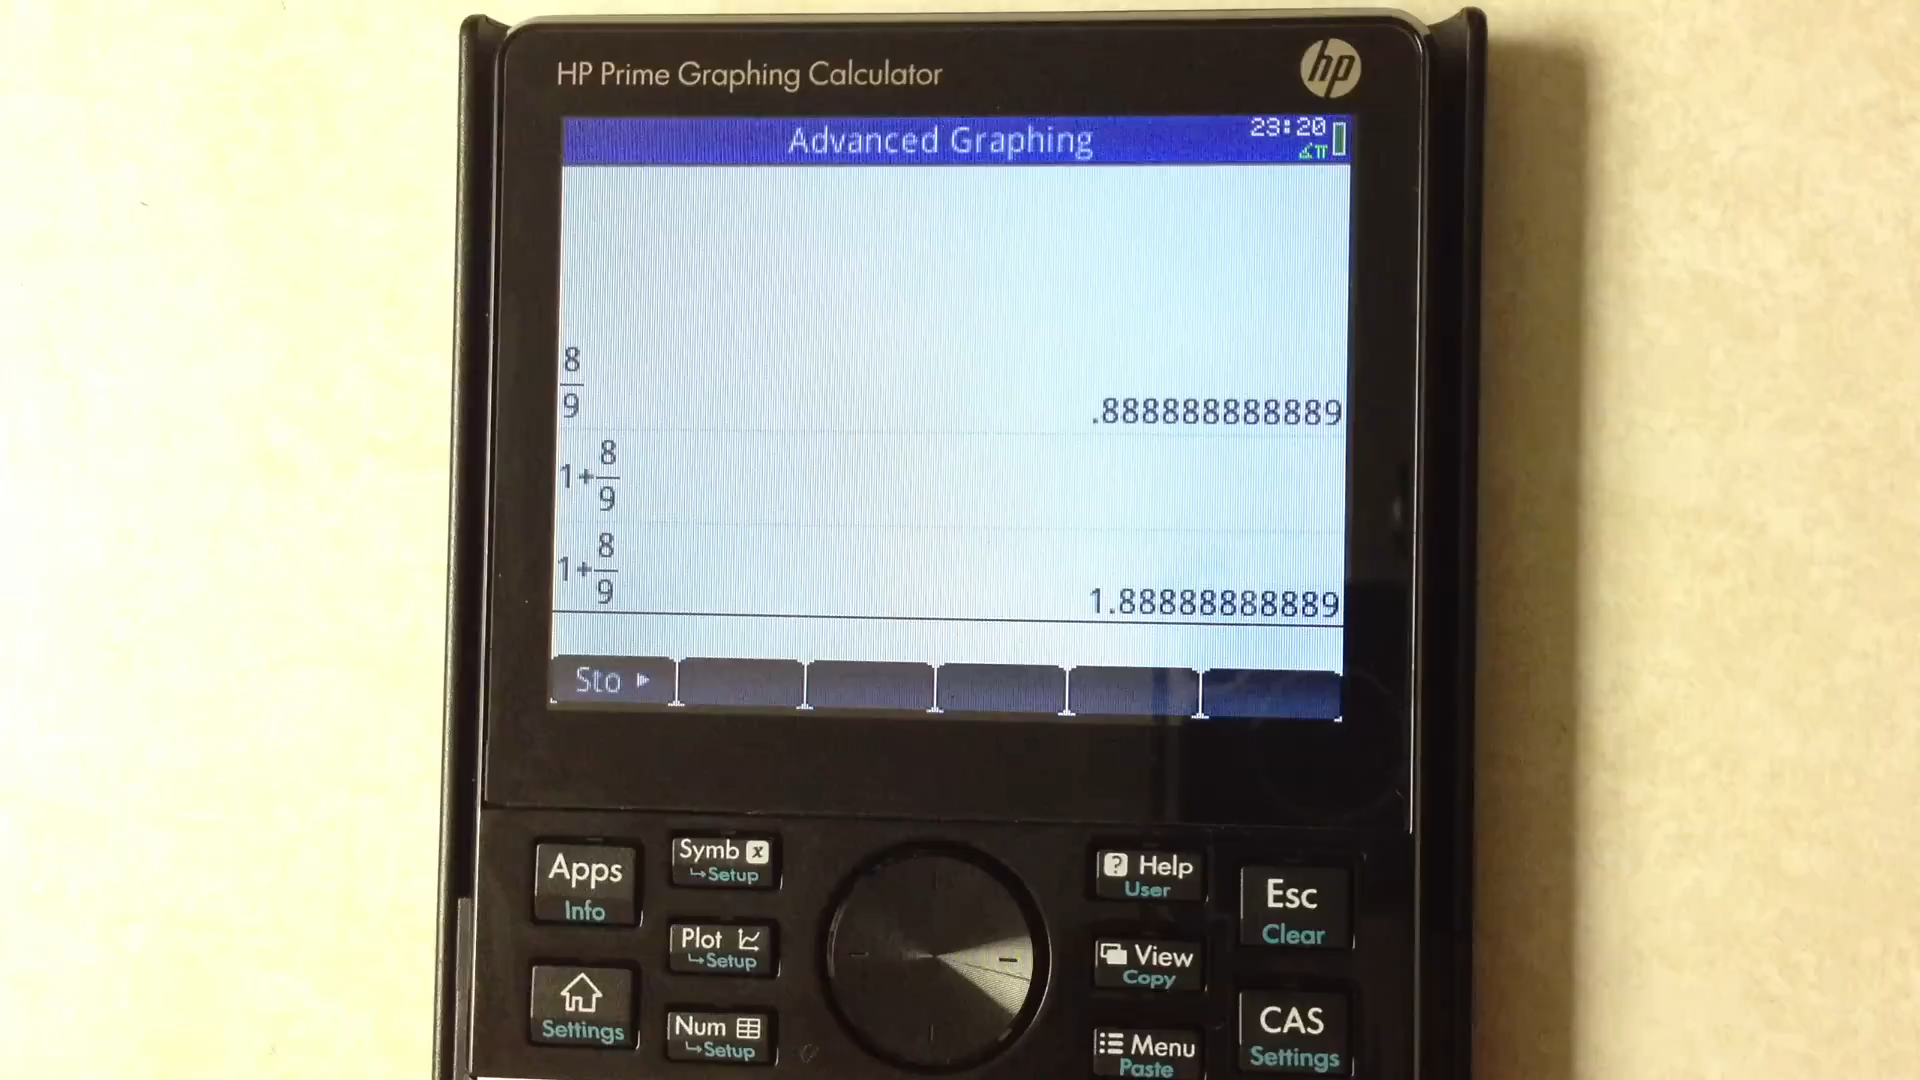 HP Prime Graphing Calculator
hp
Advanced Graphing
23:20
∡π
8
9
.888888888889
1+8
9
1+8
9
1.88888888889
Sto ▶
Apps
Info
Symb x
↪Setup
Plot
↪Setup
Settings
Num
↪Setup
? Help
User
View
Copy
Menu
Paste
Esc
Clear
CAS
Settings